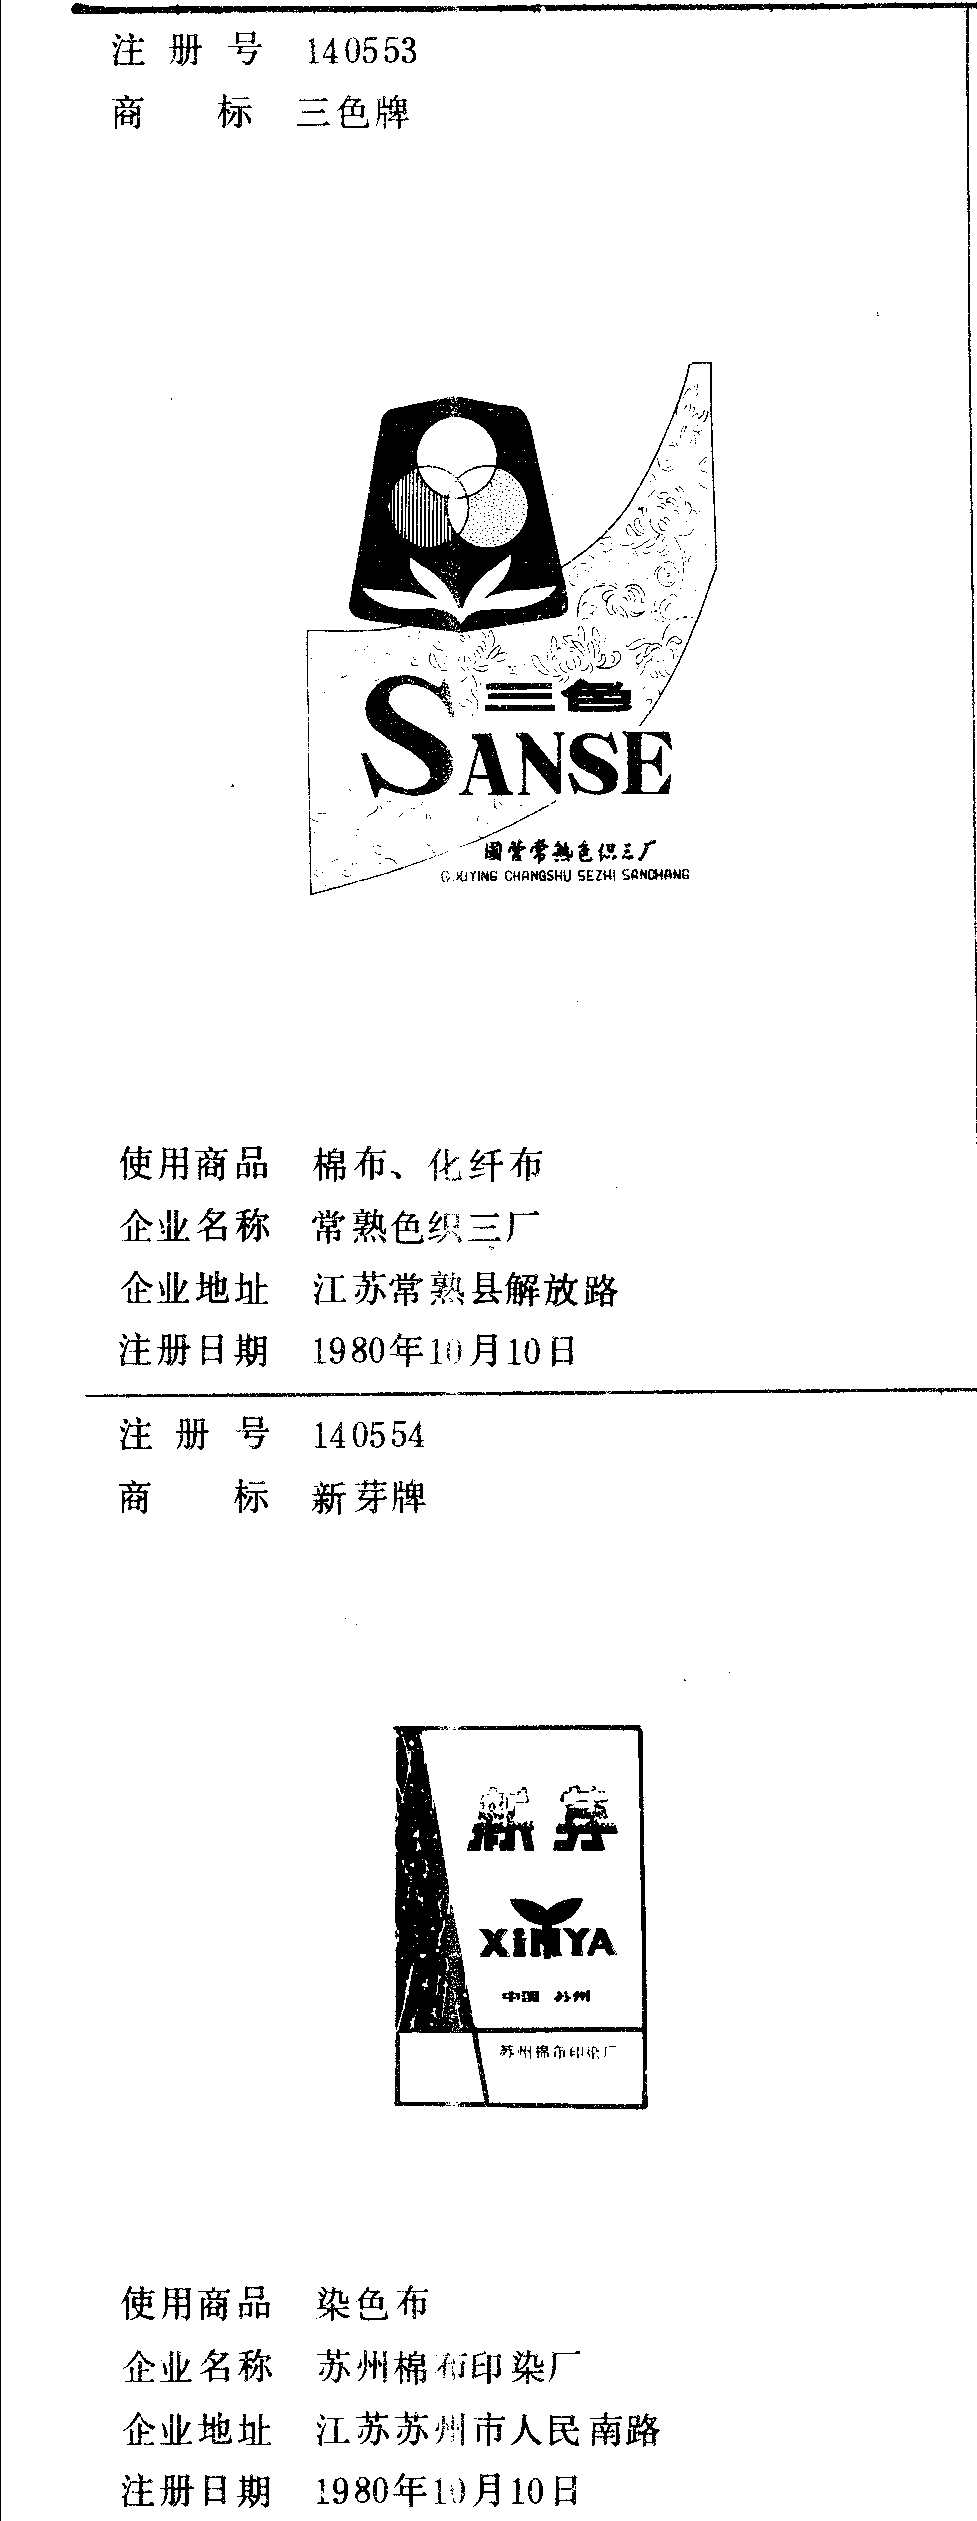 注册号 140553
商标 三色牌
三色
SANSE
國营常熟色织三厂
GUOYING CHANGSHU SEZHI SANCHANG
使用商品 棉布、化纤布
企业名称 常熟色织三厂
企业地址 江苏常熟县解放路
注册日期 1980年10月10日
注册号 140554
商标 新芽牌
新芽
XiNYA
中国 苏州
苏州棉布印染厂
使用商品 染色布
企业名称 苏州棉布印染厂
企业地址 江苏苏州市人民南路
注册日期 1980年10月10日